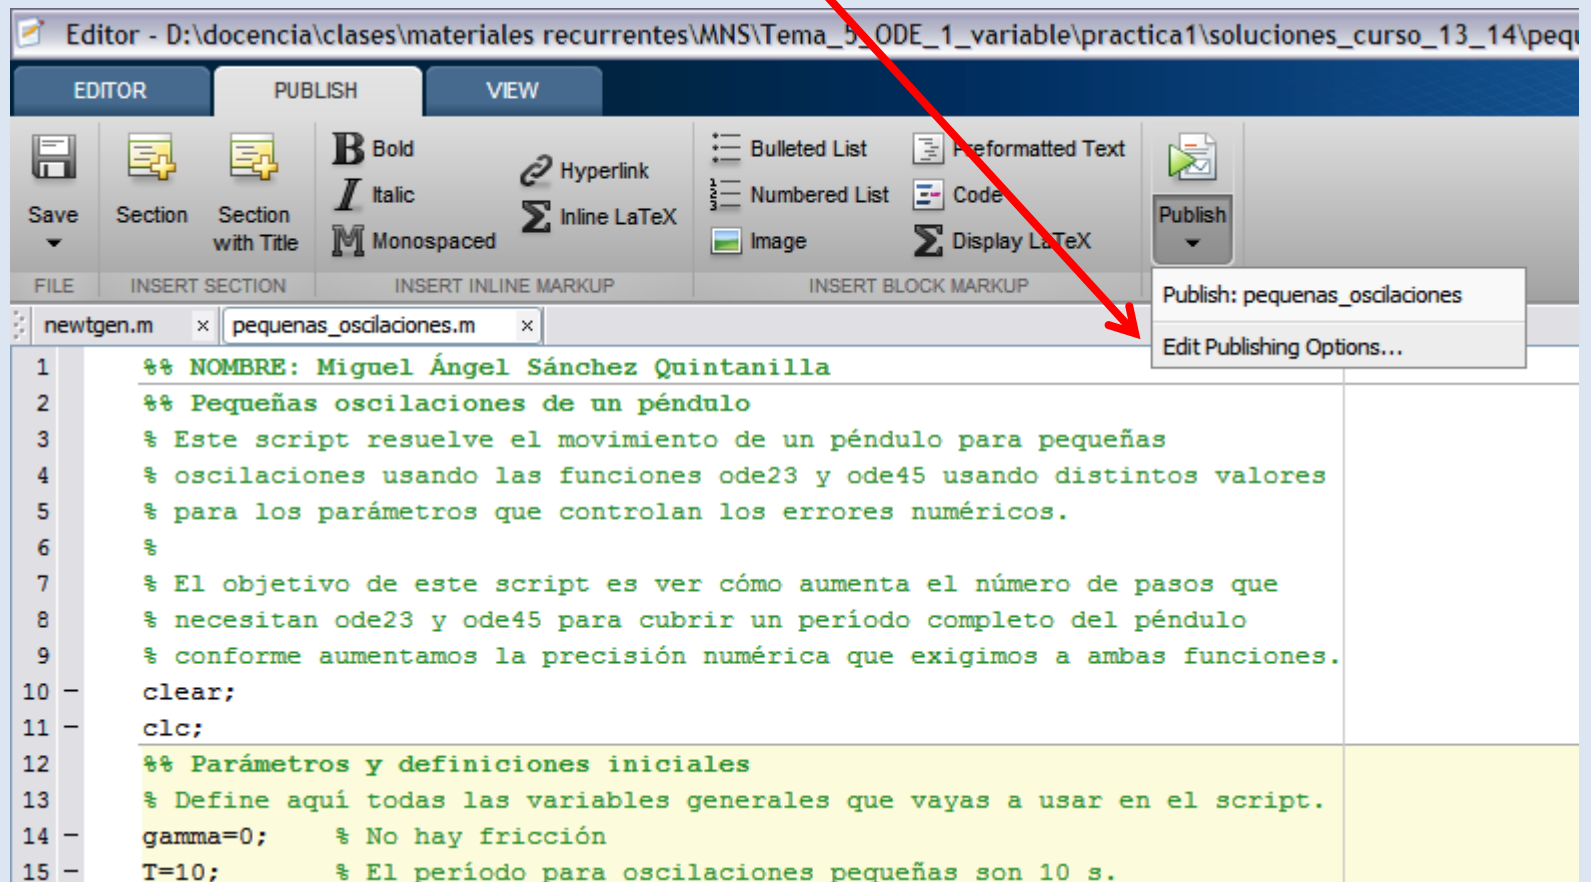 Editor - D:\docencia\clases\materiales recurrentes\MNS\Tema_5_ODE_1_variable\practica1\soluciones_curso_13_14\pequ
EDITOR PUBLISH VIEW
Save
Section
Section with Title
Bold
Italic
Monospaced
Hyperlink
Inline LaTeX
Bulleted List
Numbered List
Image
Preformatted Text
Code
Display LaTeX
Publish
FILE INSERT SECTION INSERT INLINE MARKUP INSERT BLOCK MARKUP
Publish: pequenas_oscilaciones
Edit Publishing Options...
newtgen.m × pequenas_oscilaciones.m ×
1 %% NOMBRE: Miguel Ángel Sánchez Quintanilla
2 %% Pequeñas oscilaciones de un péndulo
3 % Este script resuelve el movimiento de un péndulo para pequeñas
4 % oscilaciones usando las funciones ode23 y ode45 usando distintos valores
5 % para los parámetros que controlan los errores numéricos.
6 %
7 % El objetivo de este script es ver cómo aumenta el número de pasos que
8 % necesitan ode23 y ode45 para cubrir un período completo del péndulo
9 % conforme aumentamos la precisión numérica que exigimos a ambas funciones.
10 – clear;
11 – clc;
12 %% Parámetros y definiciones iniciales
13 % Define aquí todas las variables generales que vayas a usar en el script.
14 – gamma=0; % No hay fricción
15 – T=10; % El período para oscilaciones pequeñas son 10 s.